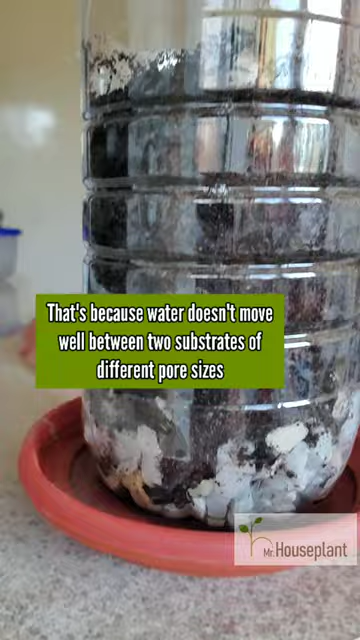 That's because water doesn't move
well between two substrates of
different pore sizes
Mr. Houseplant